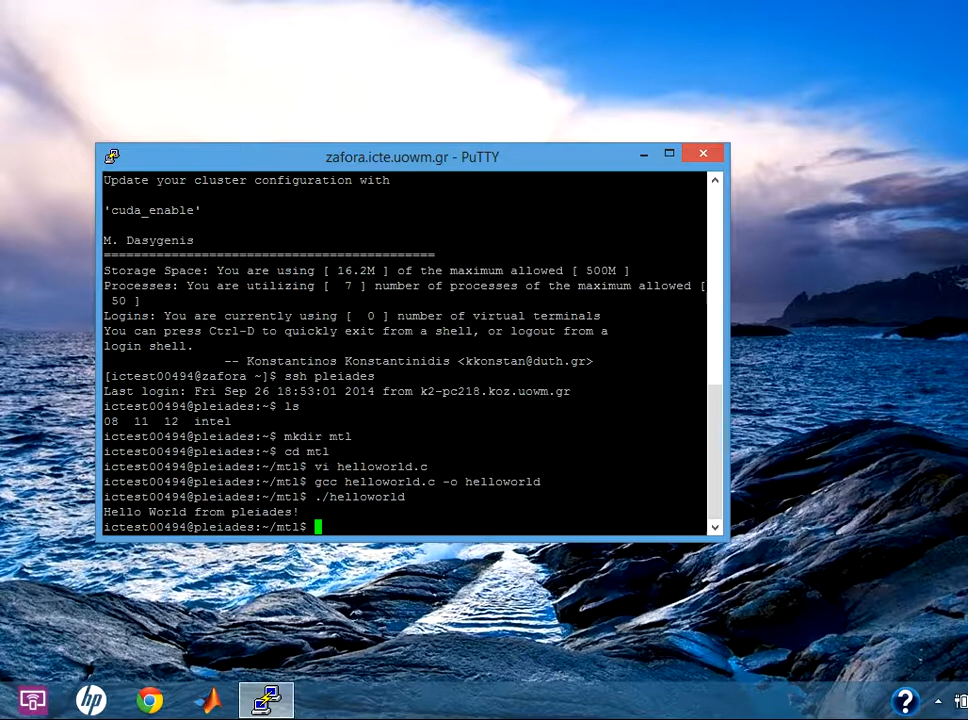 zafora.icte.uowm.gr - PuTTY
Update your cluster configuration with
'cuda_enable'
M. Dasygenis
============================================
Storage Space: You are using [ 16.2M ] of the maximum allowed [ 500M ]
Processes: You are utilizing [  7 ] number of processes of the maximum allowed [
 50 ]
Logins: You are currently using [  0 ] number of virtual terminals
You can press Ctrl-D to quickly exit from a shell, or logout from a
login shell.
-- Konstantinos Konstantinidis <kkonstan@duth.gr>
[ictest00494@zafora ~]$ ssh pleiades
Last login: Fri Sep 26 18:53:01 2014 from k2-pc218.koz.uowm.gr
ictest00494@pleiades:~$ ls
08  11  12  intel
ictest00494@pleiades:~$ mkdir mtl
ictest00494@pleiades:~$ cd mtl
ictest00494@pleiades:~/mtl$ vi helloworld.c
ictest00494@pleiades:~/mtl$ gcc helloworld.c -o helloworld
ictest00494@pleiades:~/mtl$ ./helloworld
Hello World from pleiades!
ictest00494@pleiades:~/mtl$
hp
?